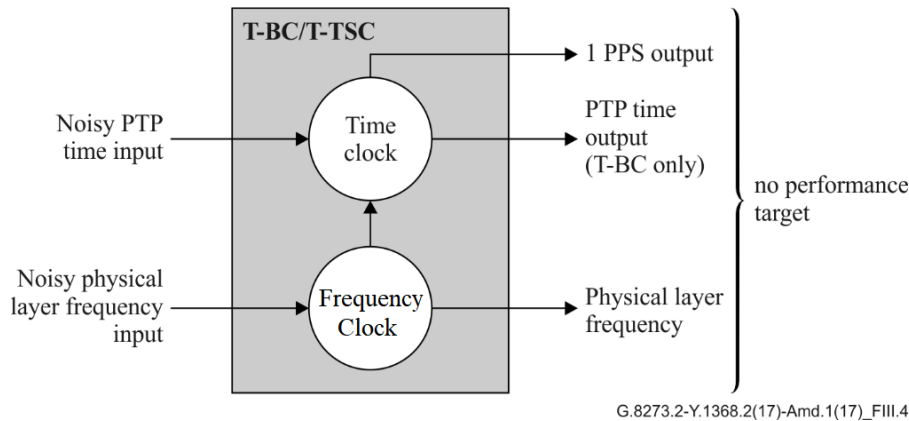 T-BC/T-TSC
1 PPS output
Noisy PTP
time input
Time
clock
PTP time
output
(T-BC only)
no performance
target
Noisy physical
layer frequency
input
Frequency
Clock
Physical layer
frequency
G.8273.2-Y.1368.2(17)-Amd.1(17)_FIII.4